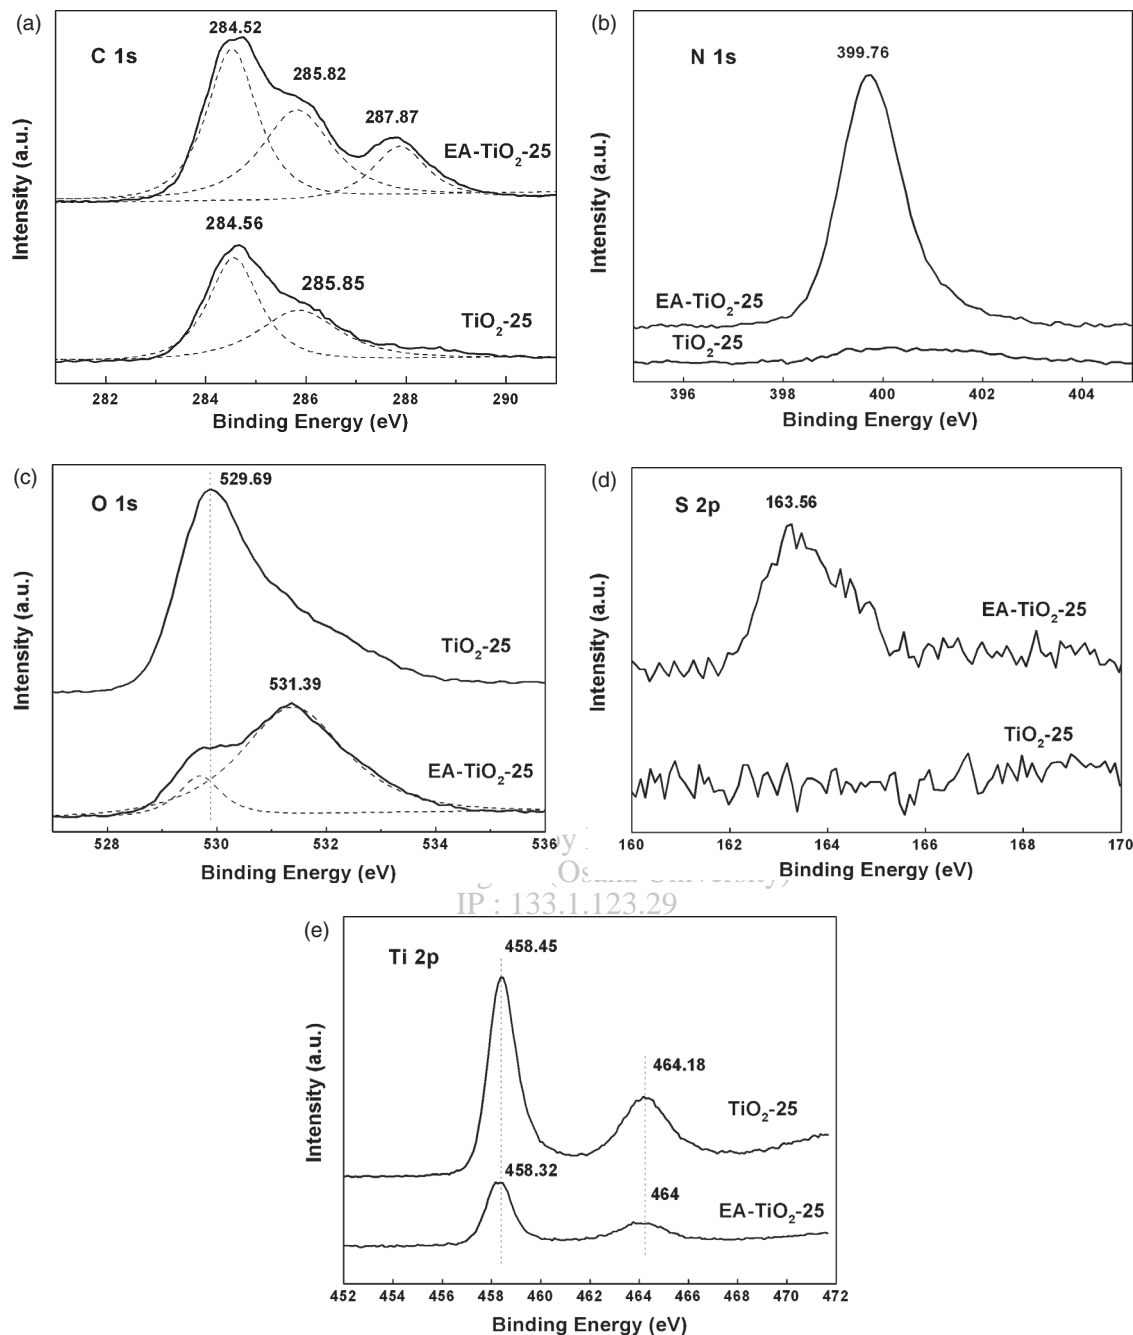 (a)
C 1s
284.52
285.82
287.87
EA-TiO₂-25
284.56
285.85
TiO₂-25
Intensity (a.u.)
Intensity (a.u.)
282 284 286 288 290
Binding Energy (eV)
(b)
N 1s
399.76
EA-TiO₂-25
TiO₂-25
Intensity (a.u.)
396 398 400 402 404
Binding Energy (eV)
(c)
O 1s
529.69
TiO₂-25
531.39
EA-TiO₂-25
Intensity (a.u.)
Intensity (a.u.)
528 530 532 534 536
Binding Energy (eV)
(d)
S 2p
163.56
EA-TiO₂-25
TiO₂-25
Intensity (a.u.)
160 162 164 166 168 170
Binding Energy (eV)
IP : 133.1.123.29
(e)
Ti 2p
458.45
464.18
TiO₂-25
458.32
464
EA-TiO₂-25
Intensity (a.u.)
452 454 456 458 460 462 464 466 468 470 472
Binding Energy (eV)